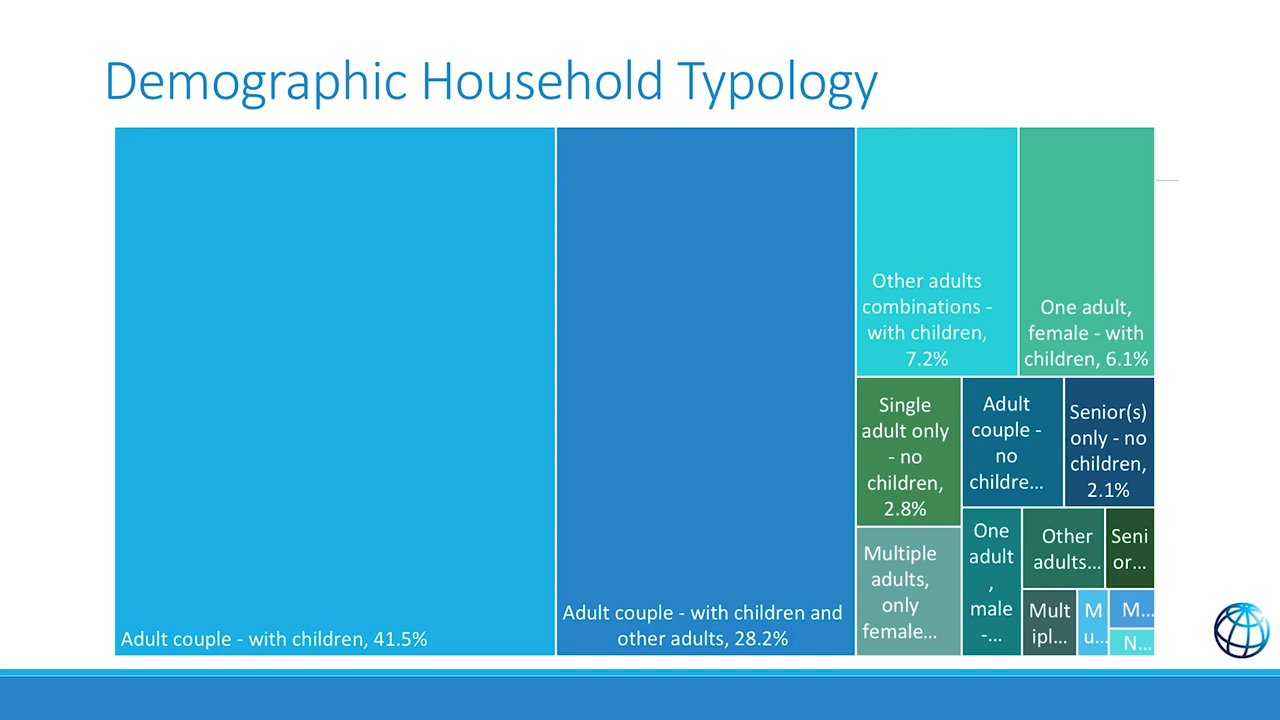 Demographic Household Typology
Other adults
combinations -
with children,
7.2%
One adult,
female - with
children, 6.1%
Single
adult only
- no
children,
2.8%
Adult
couple -
no
childre...
Senior(s)
only - no
children,
2.1%
Multiple
adults,
only
female...
One
adult
,
male
-...
Other
adults...
Seni
or...
Mult
ipl...
M
u...
M...
N...
Adult couple - with children, 41.5%
Adult couple - with children and
other adults, 28.2%